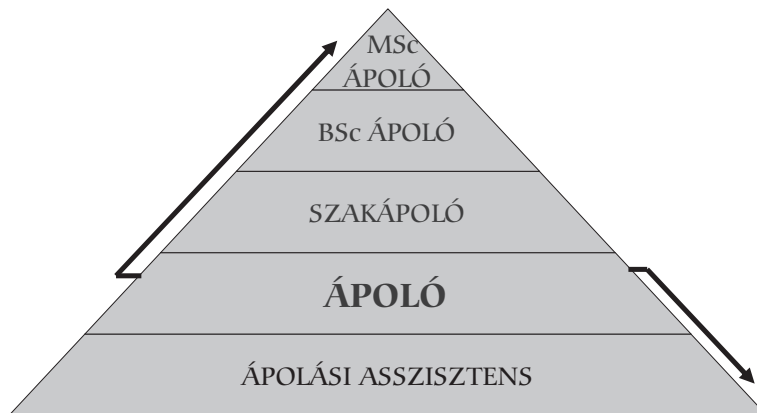 MSc
ÁPOLÓ
BSc ÁPOLÓ
SZAKÁPOLÓ
ÁPOLÓ
ÁPOLÁSI ASSZISZTENS